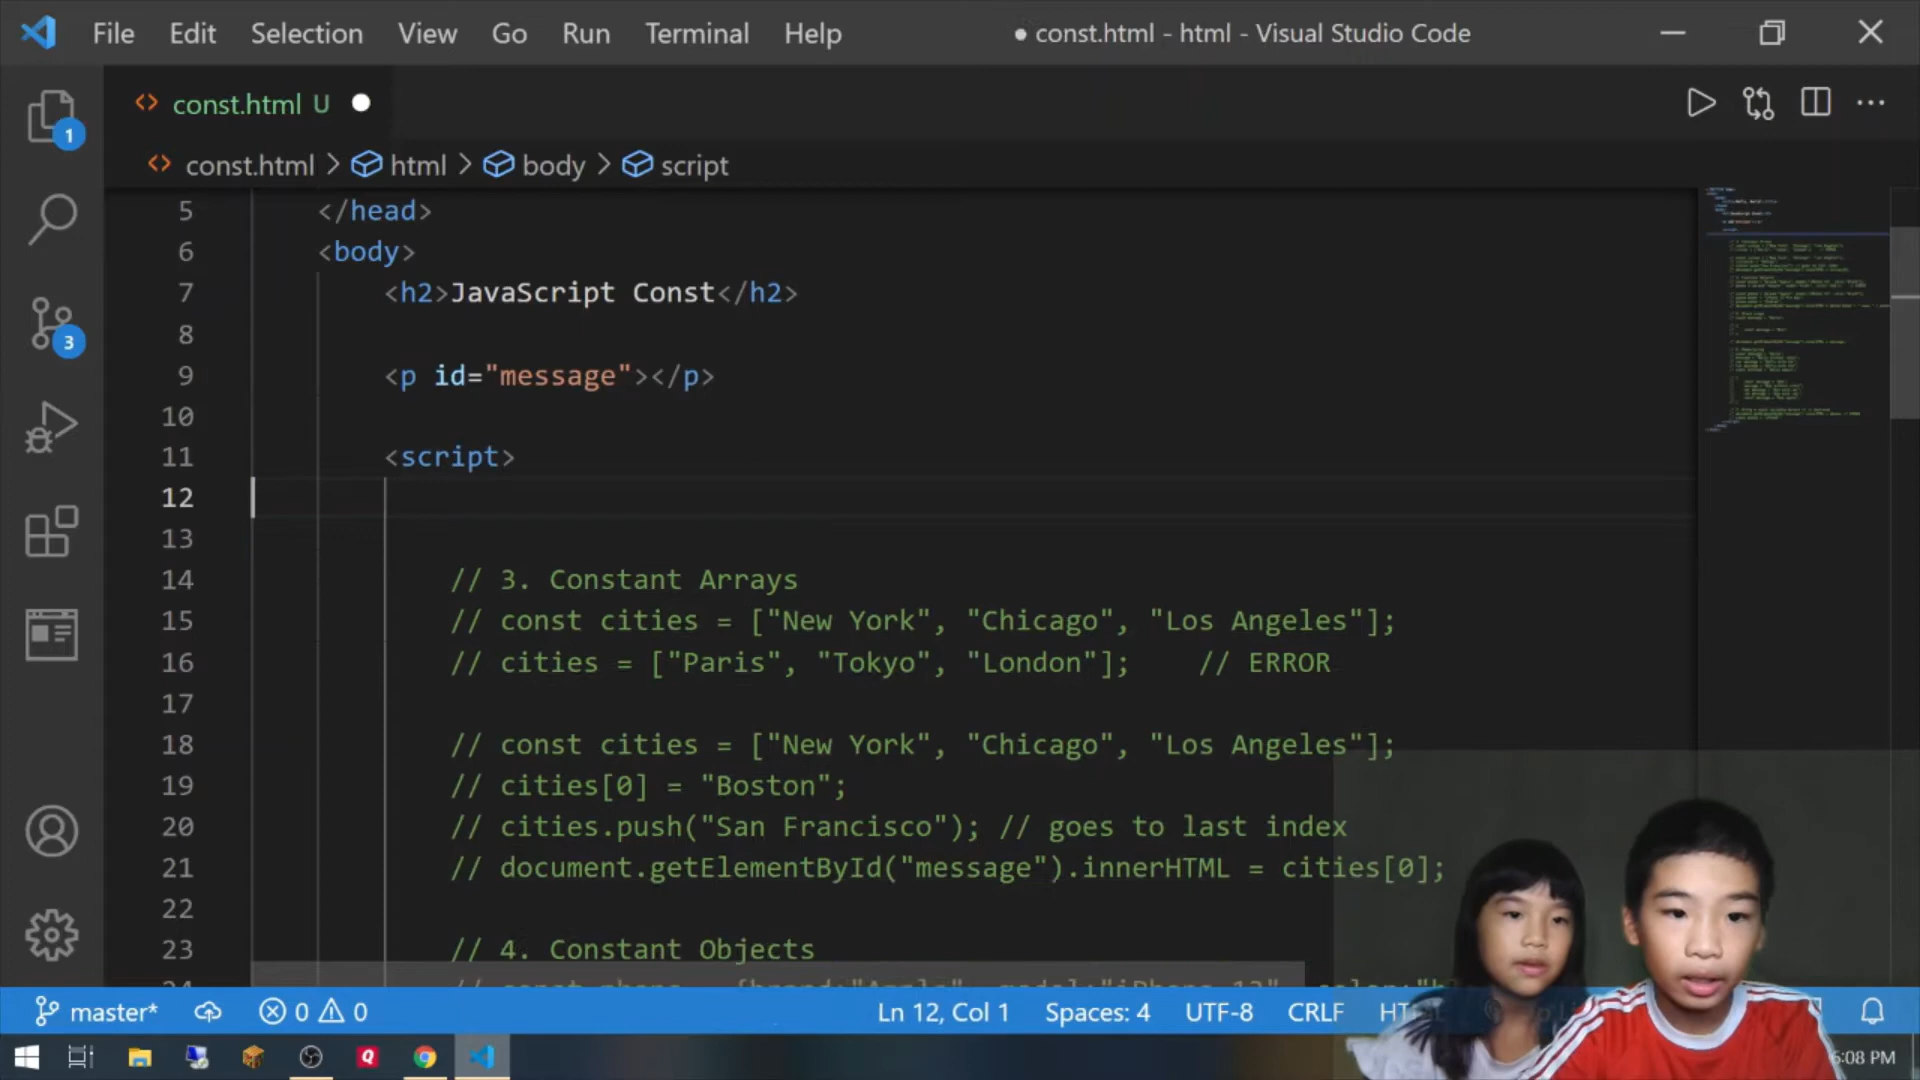 File Edit Selection View Go Run Terminal Help ● const.html - html - Visual Studio Code
const.html U
const.html > html > body > script
5 </head>
6 <body>
7 <h2>JavaScript Const</h2>
8
9 <p id="message"></p>
10
11 <script>
12
13
14 // 3. Constant Arrays
15 // const cities = ["New York", "Chicago", "Los Angeles"];
16 // cities = ["Paris", "Tokyo", "London"]; // ERROR
17
18 // const cities = ["New York", "Chicago", "Los Angeles"];
19 // cities[0] = "Boston";
20 // cities.push("San Francisco"); // goes to last index
21 // document.getElementById("message").innerHTML = cities[0];
22
23 // 4. Constant Objects
1
3
master* 0 0 Ln 12, Col 1 Spaces: 4 UTF-8 CRLF
6:08 PM